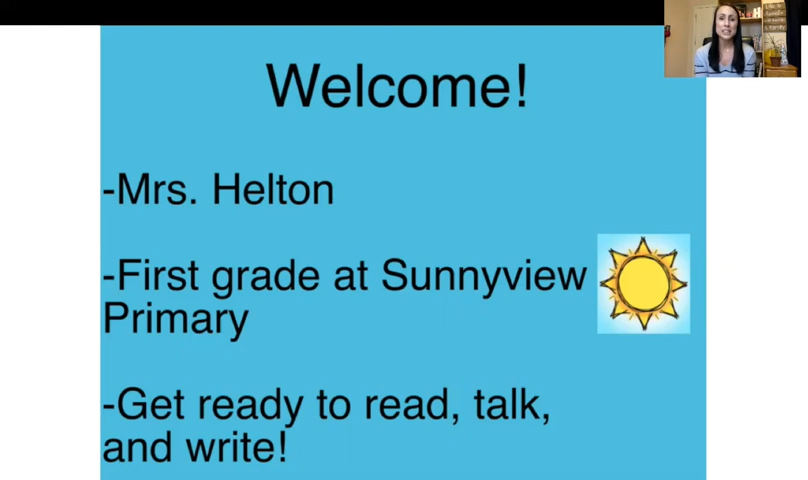 Welcome!
-Mrs. Helton
-First grade at Sunnyview
Primary
-Get ready to read, talk,
and write!